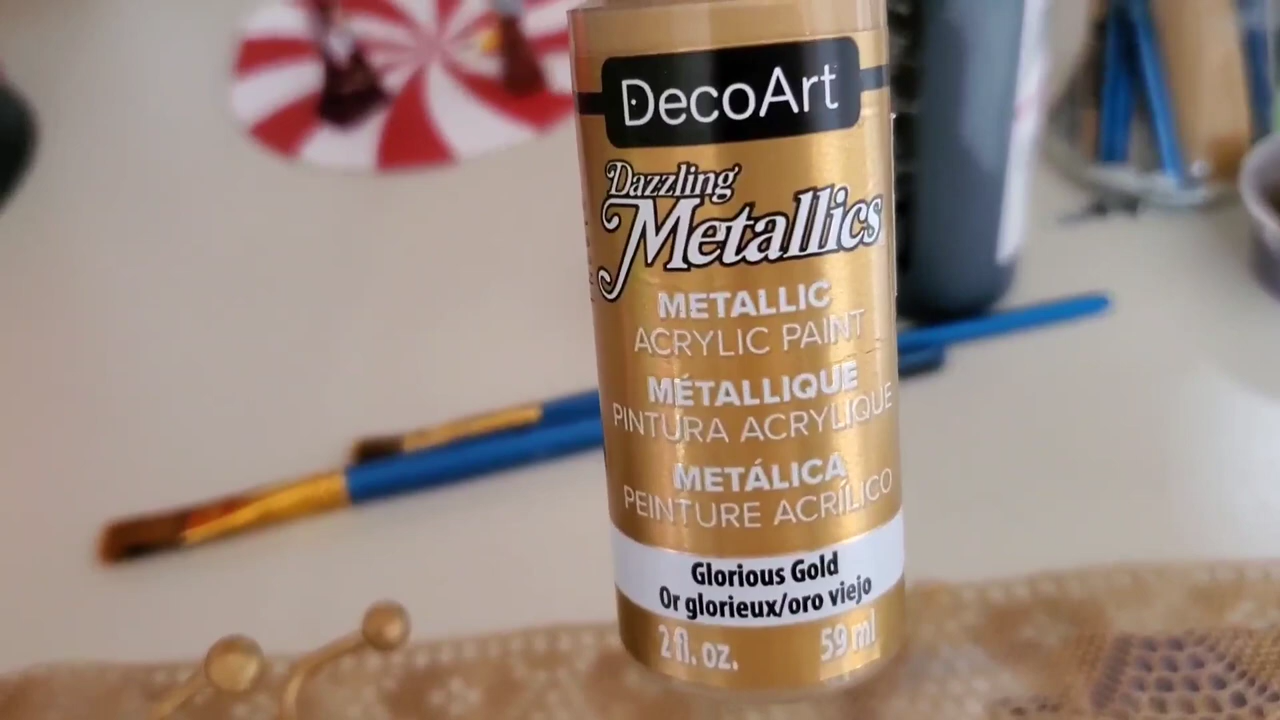 DecoArt
Dazzling
Metallics
METALLIC
ACRYLIC PAINT
MÉTALLIQUE
PINTURA ACRYLIQUE
METÁLICA
PEINTURE ACRÍLICO
Glorious Gold
Or glorieux/oro viejo
2 fl. oz. 59 ml